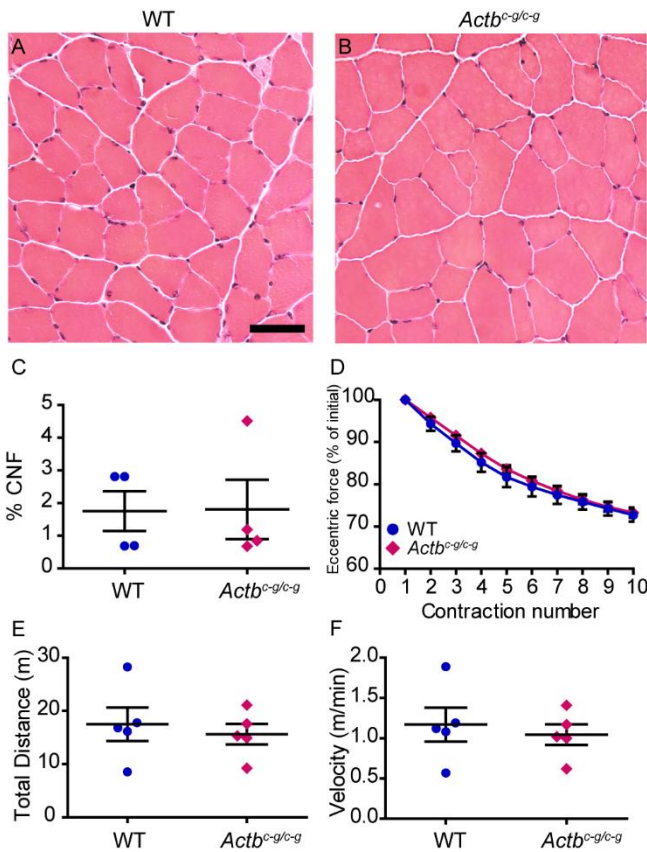 WT
Actbc-g/c-g
A
B
C
% CNF
5
4
3
2
1
0
WT
Actbc-g/c-g
D
Eccentric force (% of initial)
100
90
80
70
60
WT
Actbc-g/c-g
1 2 3 4 5 6 7 8 9 10
Contraction number
E
Total Distance (m)
30
20
10
0
WT
Actbc-g/c-g
F
Velocity (m/min)
2.0
1.5
1.0
0.5
0.0
WT
Actbc-g/c-g